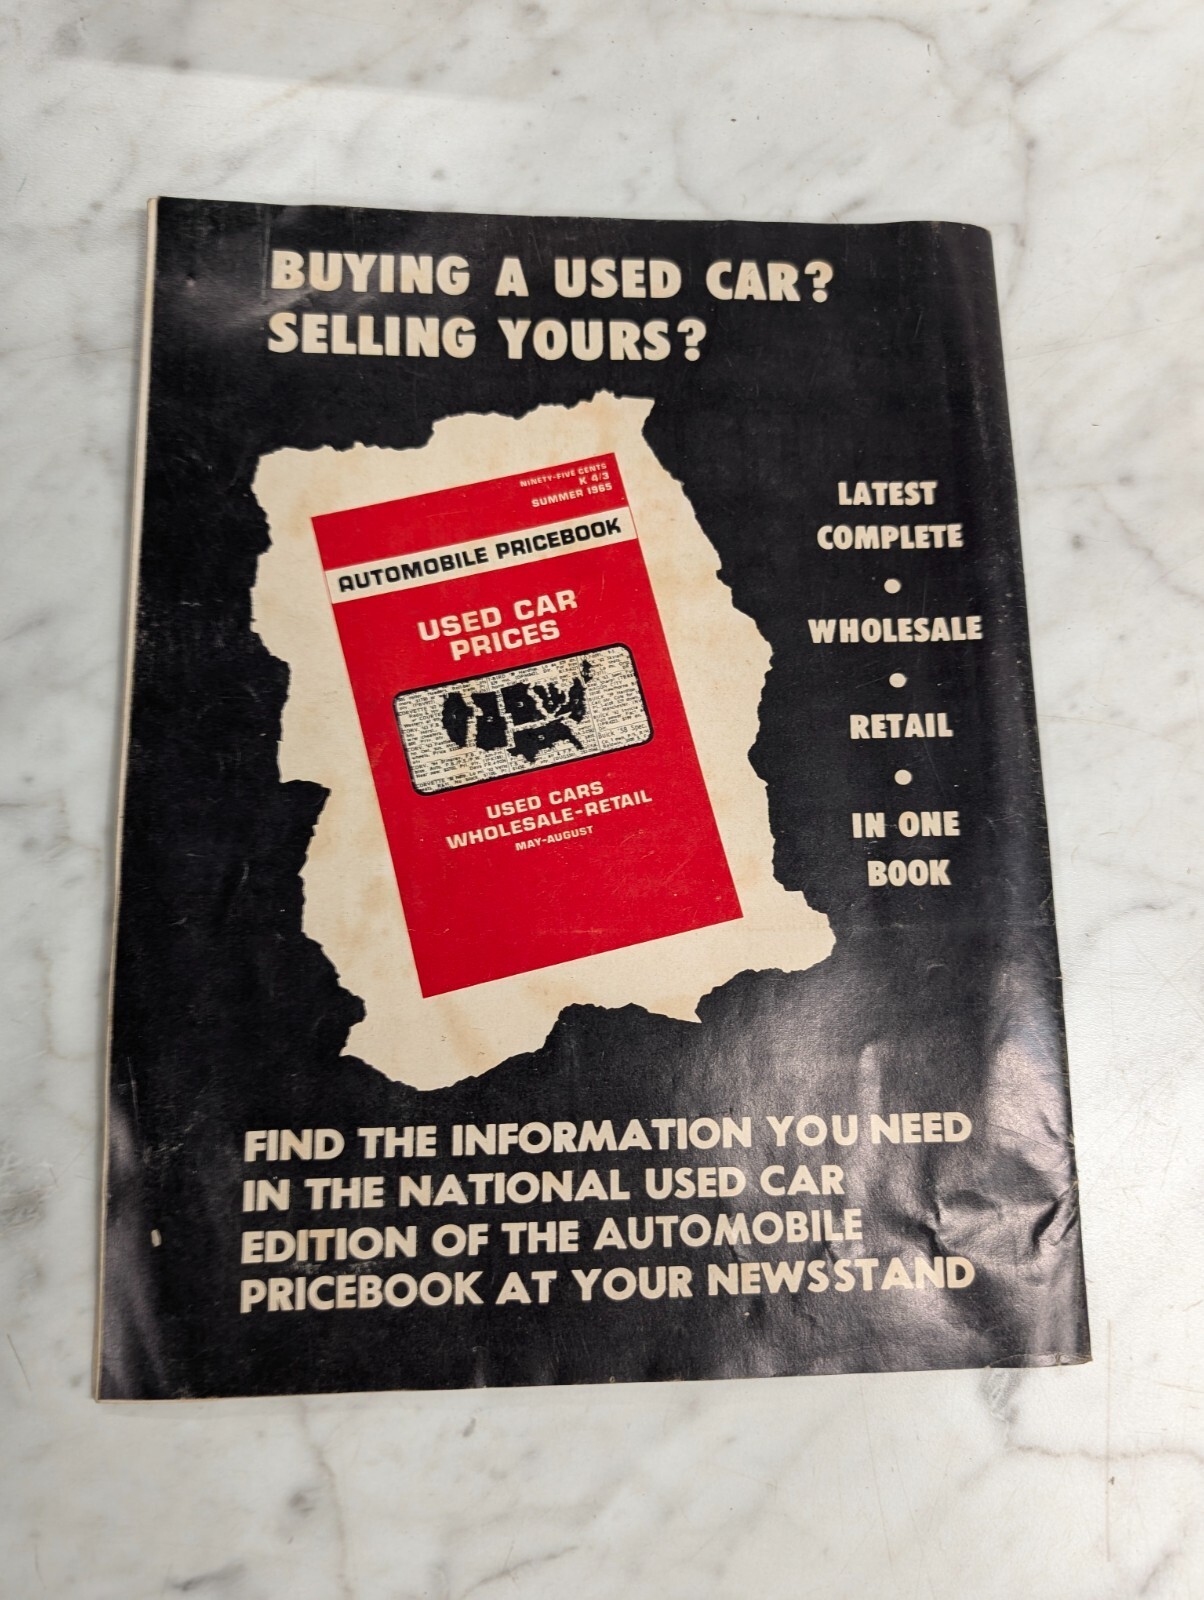 BUYING A USED CAR?
SELLING YOURS?
NINETY-FIVE CENTS
K 4/3
SUMMER 1965
AUTOMOBILE PRICEBOOK
USED CAR
PRICES
USED CARS
WHOLESALE-RETAIL
MAY-AUGUST
LATEST
COMPLETE
WHOLESALE
RETAIL
IN ONE
BOOK
FIND THE INFORMATION YOU NEED
IN THE NATIONAL USED CAR
EDITION OF THE AUTOMOBILE
PRICEBOOK AT YOUR NEWSSTAND